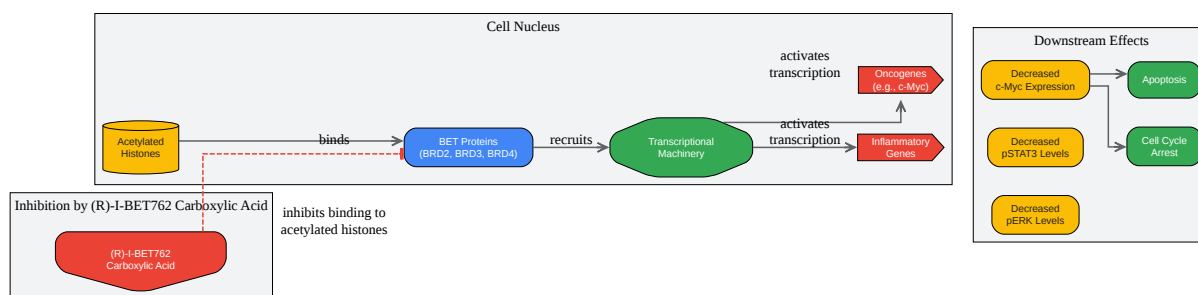 Cell Nucleus
activates
transcription
Oncogenes
(e.g., c-Myc)
Acetylated
Histones
binds
BET Proteins
(BRD2, BRD3, BRD4)
recruits
Transcriptional
Machinery
activates
transcription
Inflammatory
Genes
Inhibition by (R)-I-BET762 Carboxylic Acid
(R)-I-BET762
Carboxylic Acid
inhibits binding to
acetylated histones
Downstream Effects
Decreased
c-Myc Expression
Apoptosis
Decreased
pSTAT3 Levels
Cell Cycle
Arrest
Decreased
pERK Levels